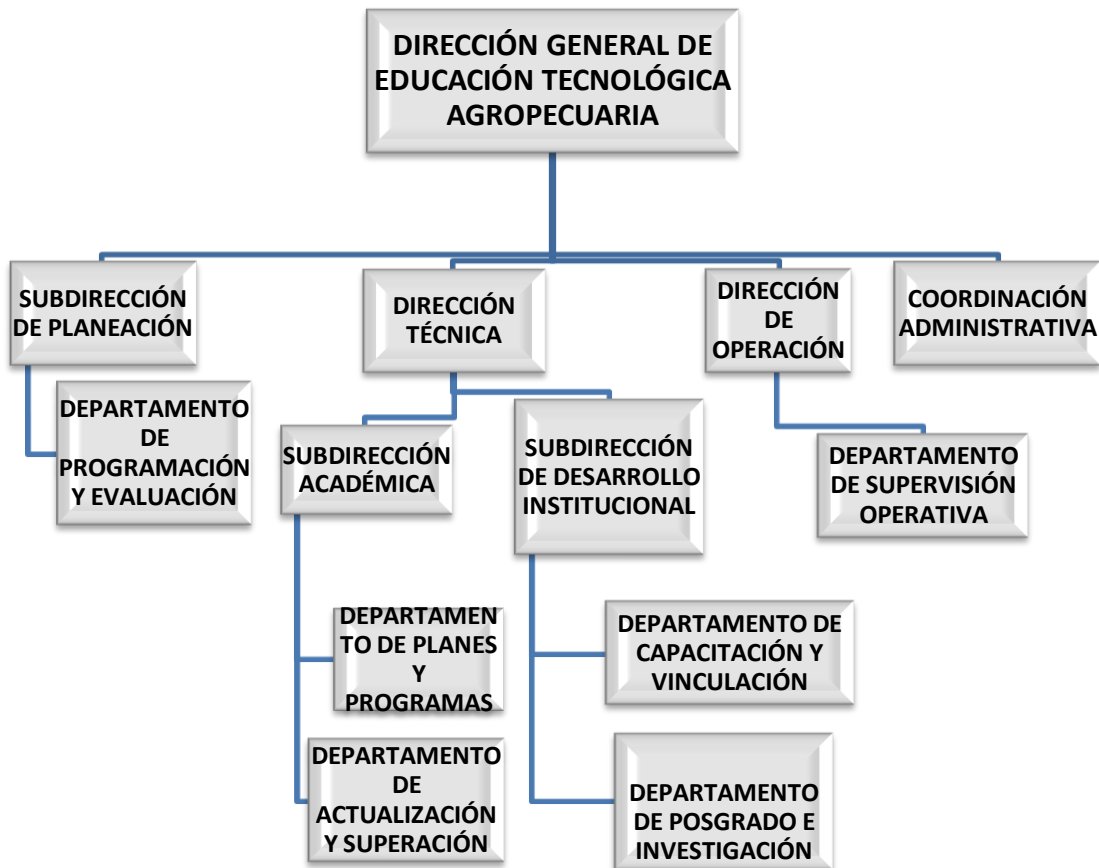 DIRECCIÓN GENERAL DE
EDUCACIÓN TECNOLÓGICA
AGROPECUARIA
SUBDIRECCIÓN
DE PLANEACIÓN
DIRECCIÓN
TÉCNICA
DIRECCIÓN
DE
OPERACIÓN
COORDINACIÓN
ADMINISTRATIVA
DEPARTAMENTO
DE
PROGRAMACIÓN
Y EVALUACIÓN
SUBDIRECCIÓN
ACADÉMICA
SUBDIRECCIÓN
DE DESARROLLO
INSTITUCIONAL
DEPARTAMENTO
DE SUPERVISIÓN
OPERATIVA
DEPARTAMEN
TO DE PLANES
Y
PROGRAMAS
DEPARTAMENTO DE
CAPACITACIÓN Y
VINCULACIÓN
DEPARTAMENTO
DE
ACTUALIZACIÓN
Y SUPERACIÓN
DEPARTAMENTO
DE POSGRADO E
INVESTIGACIÓN